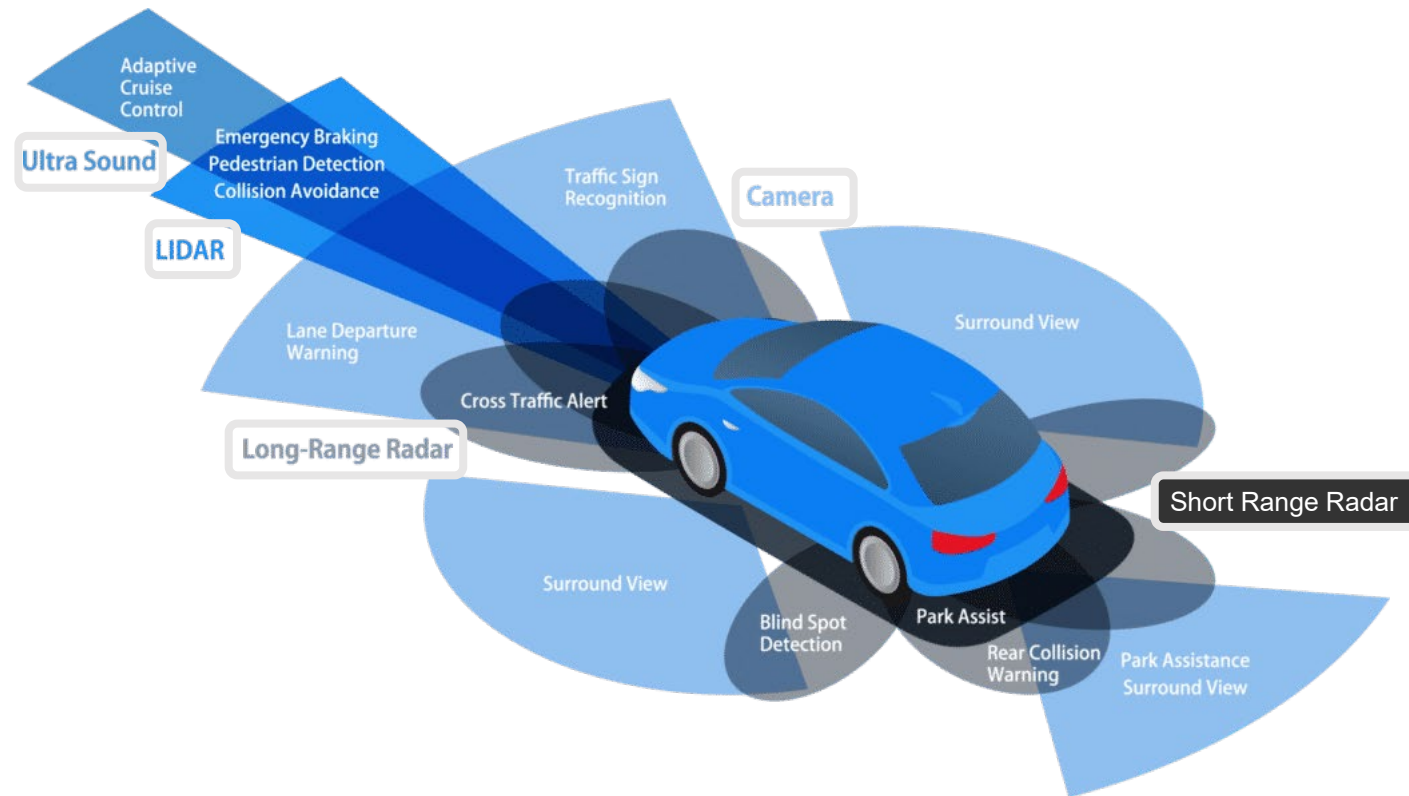 Adaptive
Cruise
Control
Ultra Sound
Emergency Braking
Pedestrian Detection
Collision Avoidance
LIDAR
Traffic Sign
Recognition
Camera
Lane Departure
Warning
Surround View
Cross Traffic Alert
Long-Range Radar
Short Range Radar
Surround View
Blind Spot
Detection
Park Assist
Rear Collision
Warning
Park Assistance
Surround View